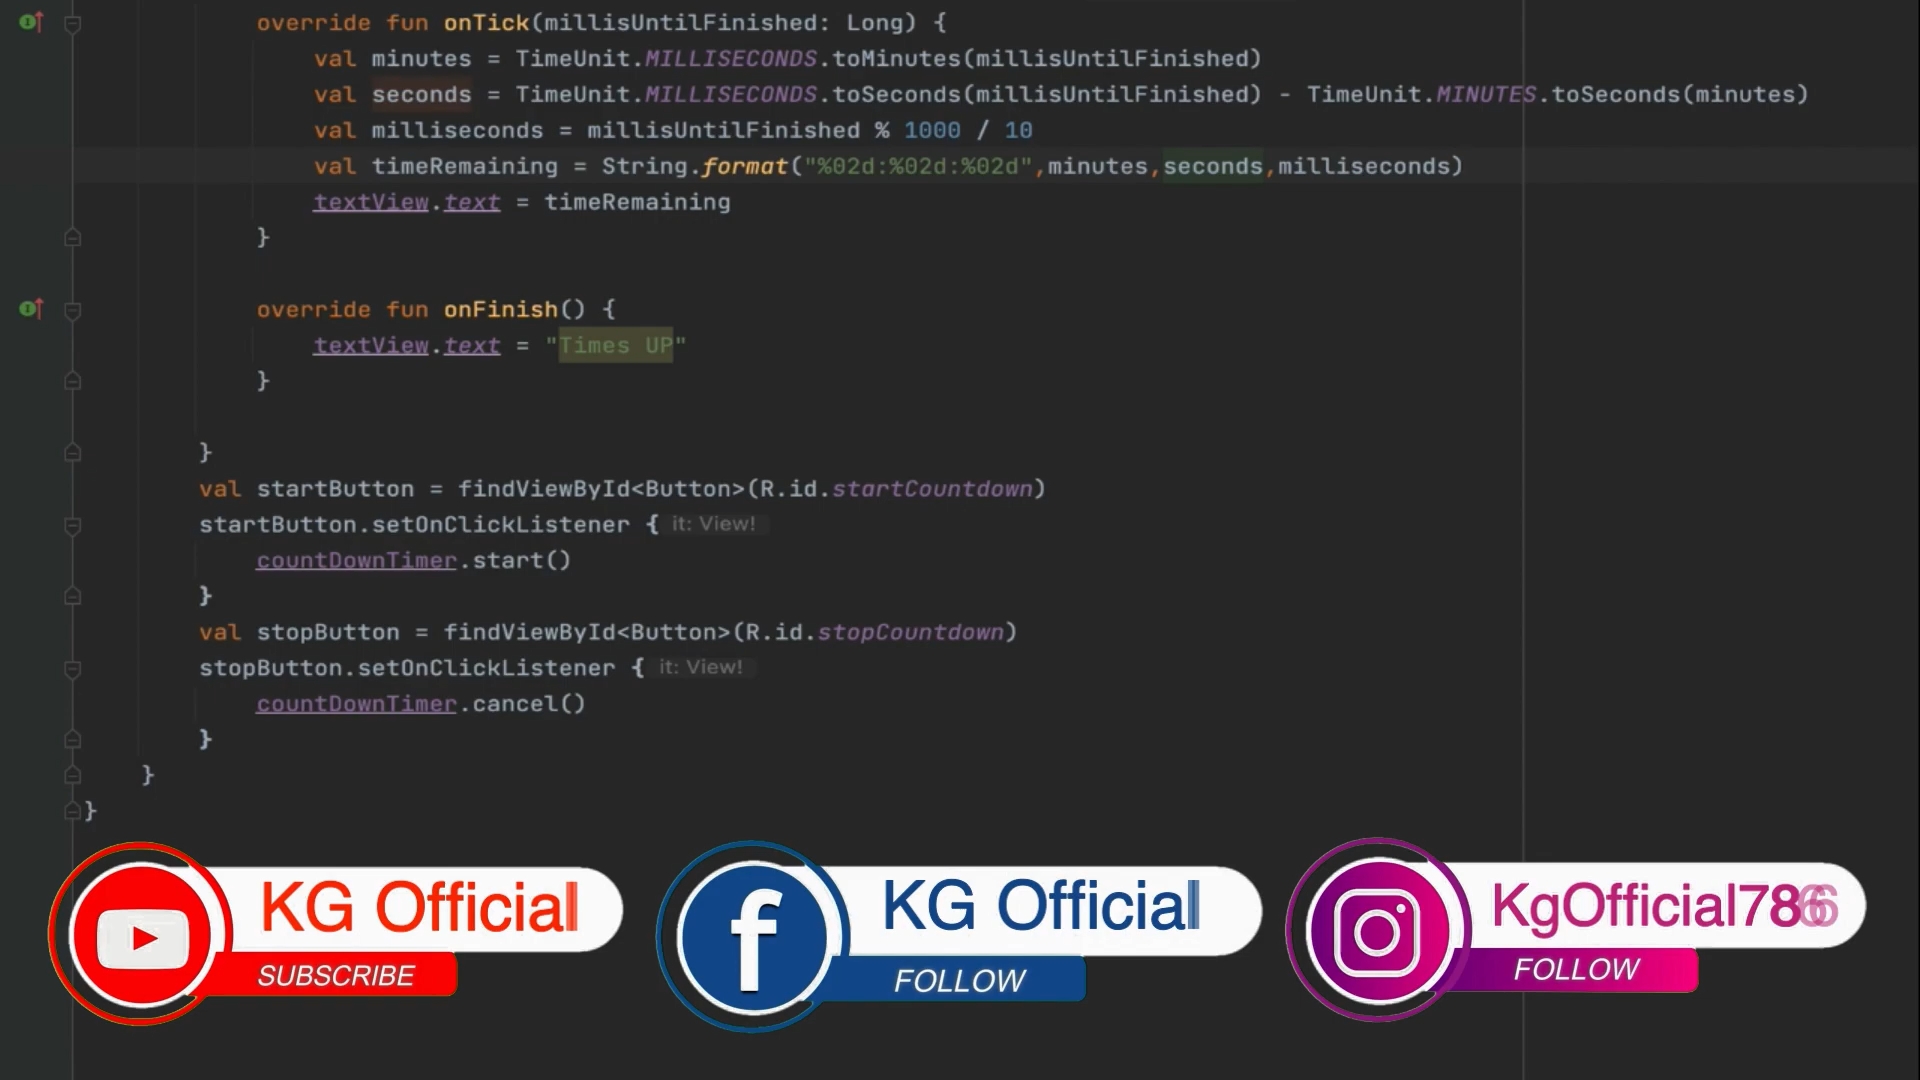 override fun onTick(millisUntilFinished: Long) {
val minutes = TimeUnit.MILLISECONDS.toMinutes(millisUntilFinished)
val seconds = TimeUnit.MILLISECONDS.toSeconds(millisUntilFinished) - TimeUnit.MINUTES.toSeconds(minutes)
val milliseconds = millisUntilFinished % 1000 / 10
val timeRemaining = String.format("%02d:%02d:%02d",minutes,seconds,milliseconds)
textView.text = timeRemaining
}
override fun onFinish() {
textView.text = "Times UP"
}
}
val startButton = findViewById<Button>(R.id.startCountdown)
startButton.setOnClickListener { it: View!
countDownTimer.start()
}
val stopButton = findViewById<Button>(R.id.stopCountdown)
stopButton.setOnClickListener { it: View!
countDownTimer.cancel()
}
}
}
KG Official
SUBSCRIBE
KG Official
FOLLOW
KgOfficial786
FOLLOW